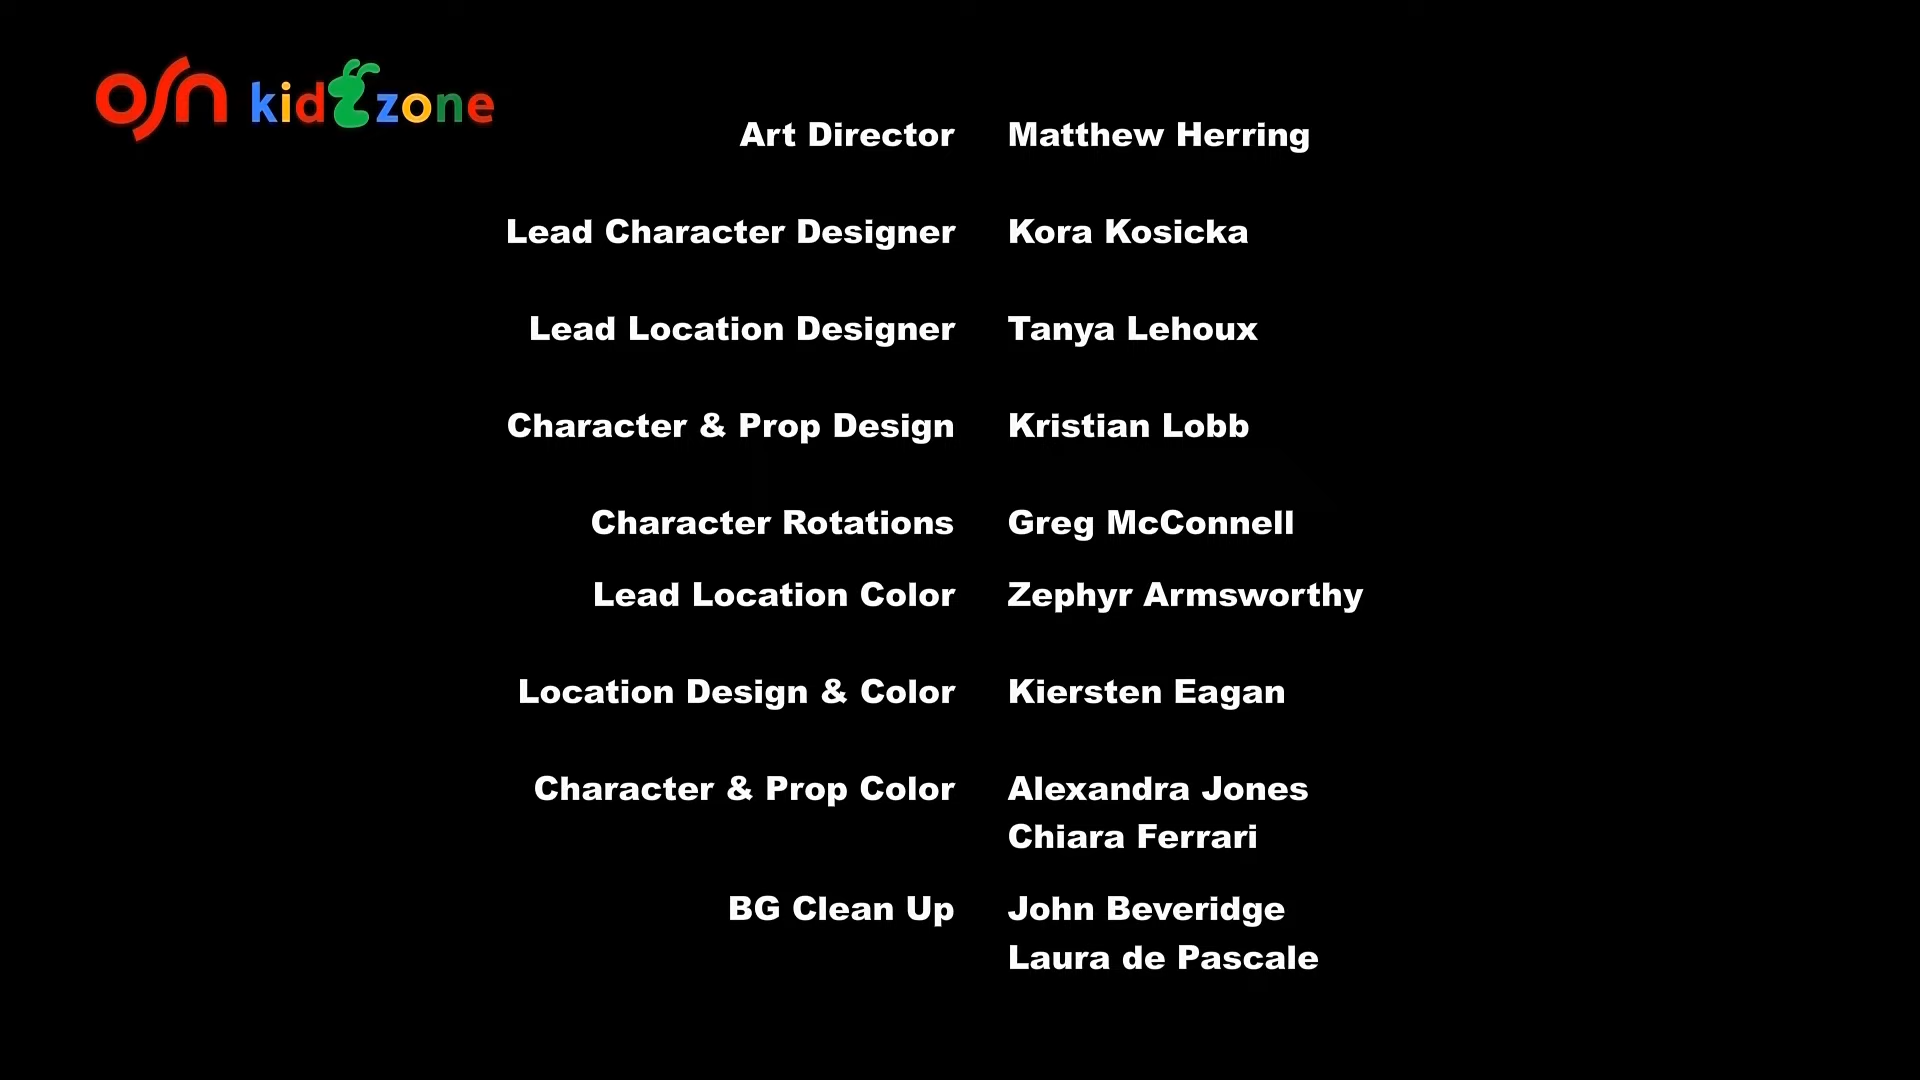 OSn kidzzone
Art Director Matthew Herring
Lead Character Designer Kora Kosicka
Lead Location Designer Tanya Lehoux
Character & Prop Design Kristian Lobb
Character Rotations Greg McConnell
Lead Location Color Zephyr Armsworthy
Location Design & Color Kiersten Eagan
Character & Prop Color Alexandra Jones
Chiara Ferrari
BG Clean Up John Beveridge
Laura de Pascale